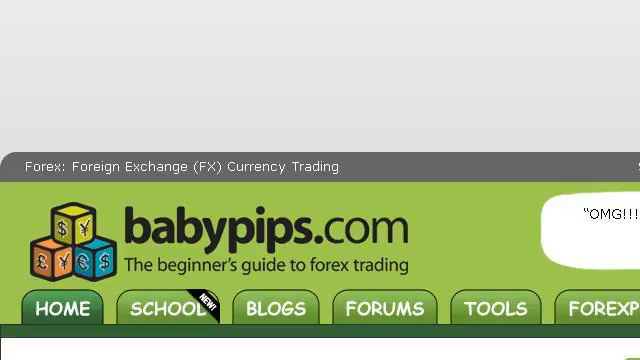 Forex: Foreign Exchange (FX) Currency Trading
"OMG!!!
$ ¥
£ ¥ € $
babypips.com
The beginner's guide to forex trading
HOME SCHOOL NEW! BLOGS FORUMS TOOLS FOREXP